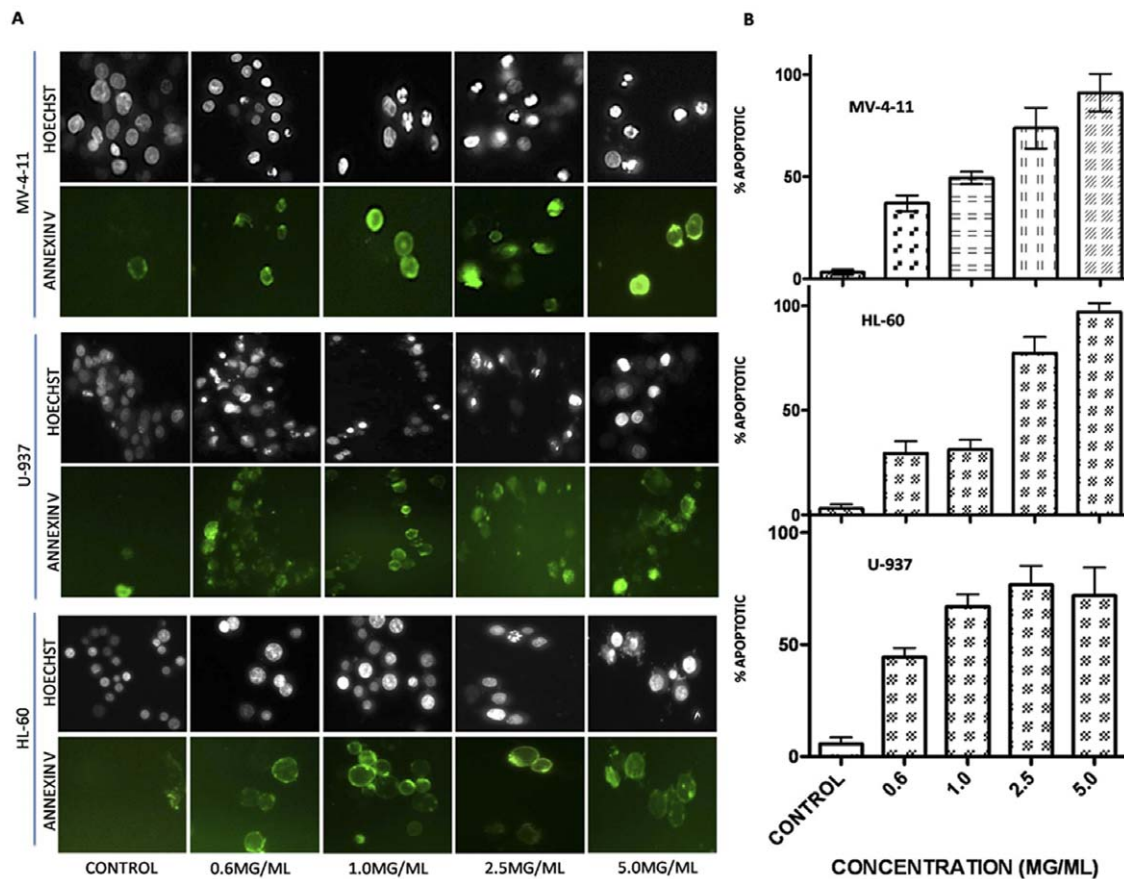 A
MV-4-11
HOECHST
ANNEXIN V
U-937
HOECHST
ANNEXIN V
HL-60
HOECHST
ANNEXIN V
CONTROL 0.6MG/ML 1.0MG/ML 2.5MG/ML 5.0MG/ML
B
% APOPTOTIC
100
50
0
MV-4-11
% APOPTOTIC
100
50
0
HL-60
% APOPTOTIC
100
50
0
U-937
CONTROL 0.6 1.0 2.5 5.0
CONCENTRATION (MG/ML)